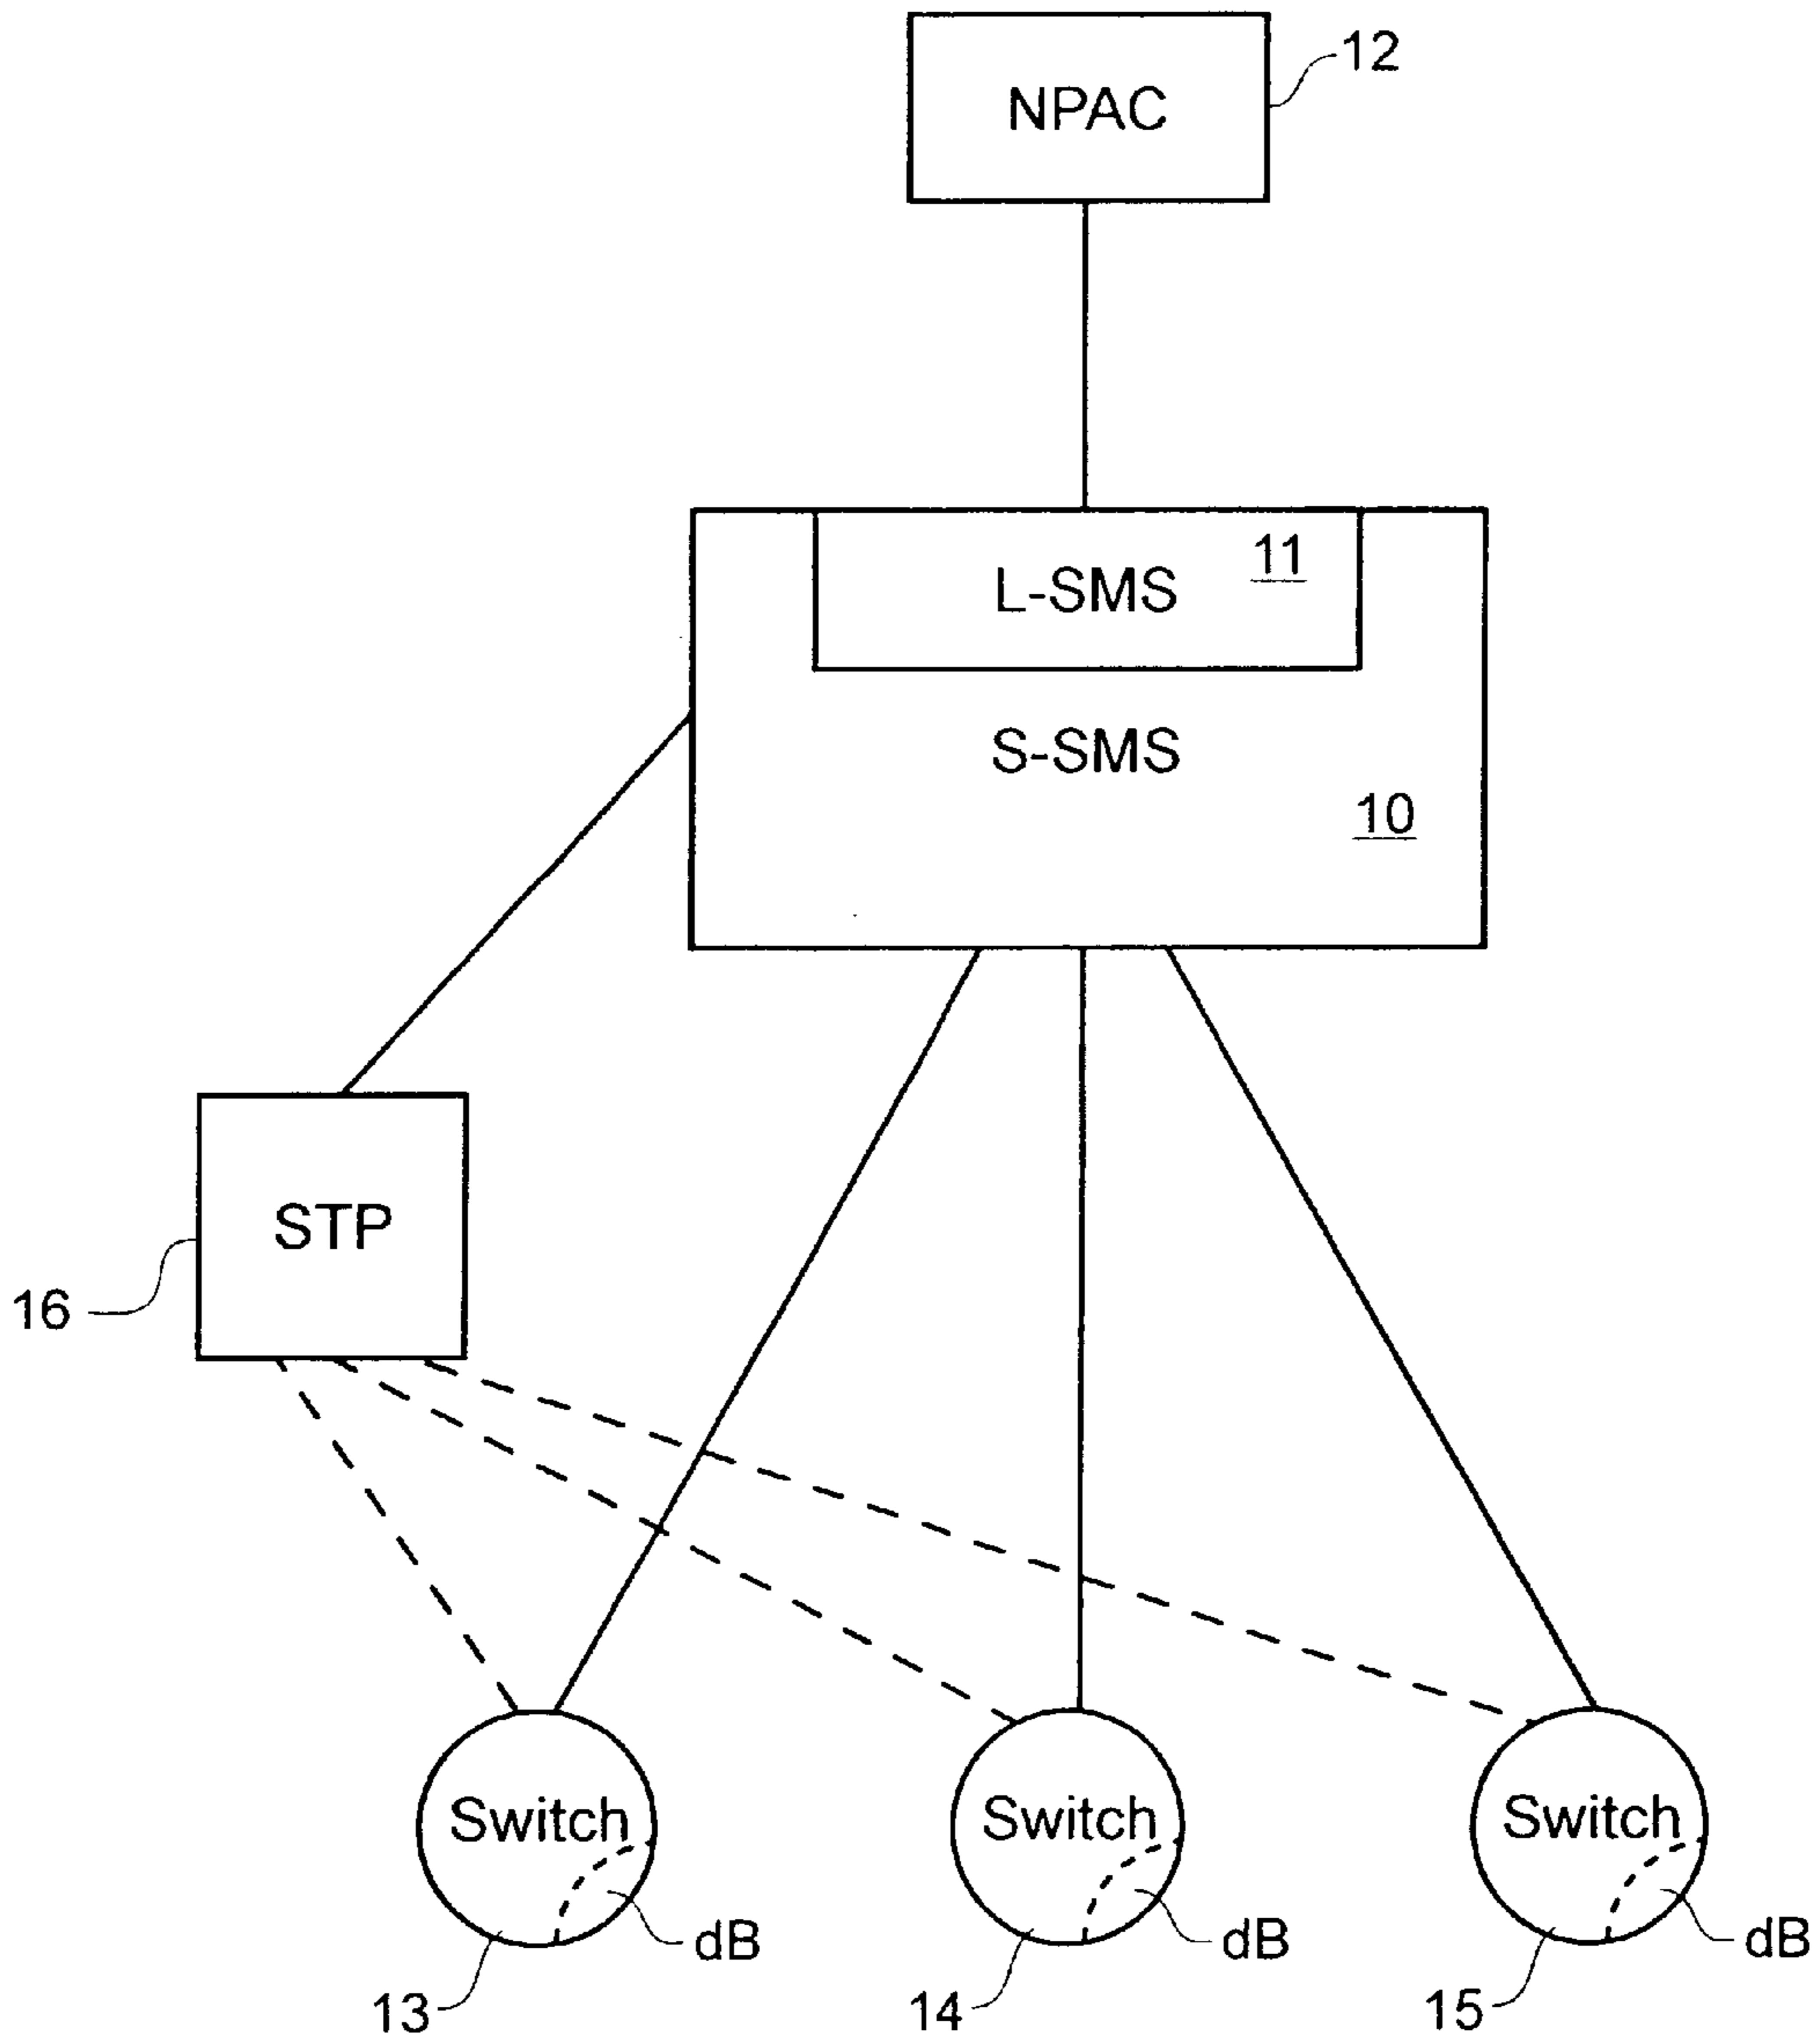 12
NPAC
11
L-SMS
S-SMS
10
STP
16
Switch
Switch
Switch
dB
dB
dB
13
14
15